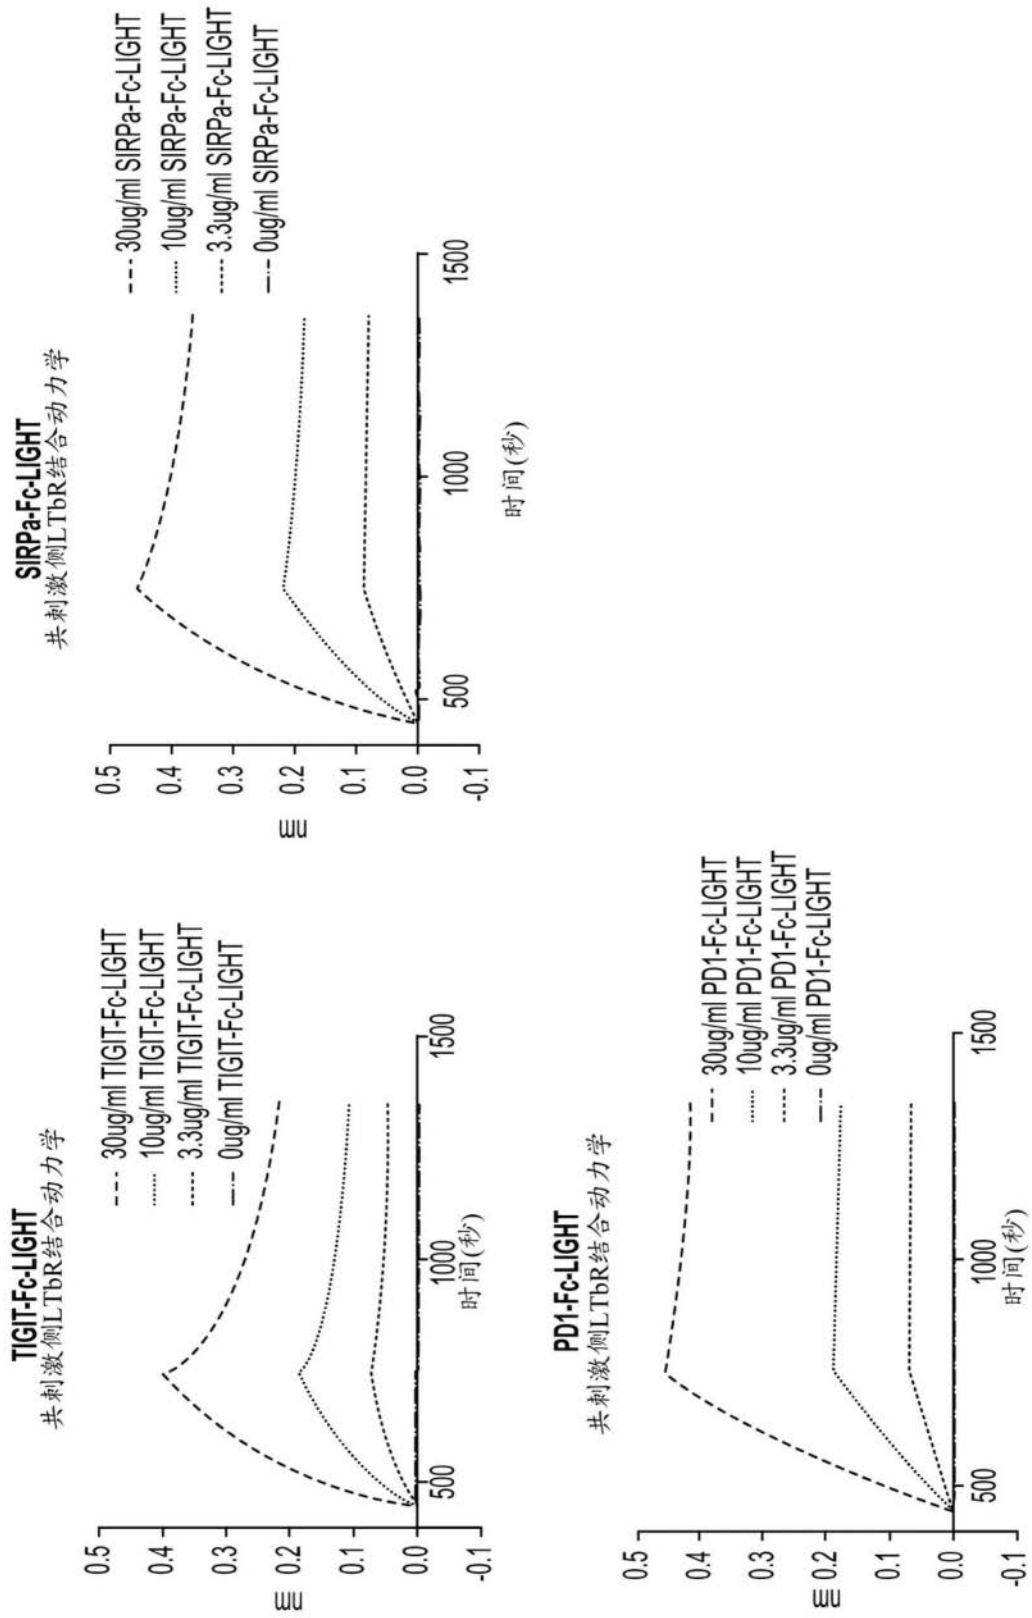 TIGIT-Fc-LIGHT
共刺激侧LTbR结合动力学
30ug/ml TIGIT-Fc-LIGHT
10ug/ml TIGIT-Fc-LIGHT
3.3ug/ml TIGIT-Fc-LIGHT
0ug/ml TIGIT-Fc-LIGHT
nm
0.5
0.4
0.3
0.2
0.1
0.0
-0.1
500
1000
1500
时间(秒)
SIRPa-Fc-LIGHT
共刺激侧LTbR结合动力学
30ug/ml SIRPa-Fc-LIGHT
10ug/ml SIRPa-Fc-LIGHT
3.3ug/ml SIRPa-Fc-LIGHT
0ug/ml SIRPa-Fc-LIGHT
nm
0.5
0.4
0.3
0.2
0.1
0.0
-0.1
500
1000
1500
时间(秒)
PD1-Fc-LIGHT
共刺激侧LTbR结合动力学
30ug/ml PD1-Fc-LIGHT
10ug/ml PD1-Fc-LIGHT
3.3ug/ml PD1-Fc-LIGHT
0ug/ml PD1-Fc-LIGHT
nm
0.5
0.4
0.3
0.2
0.1
0.0
-0.1
500
1000
1500
时间(秒)